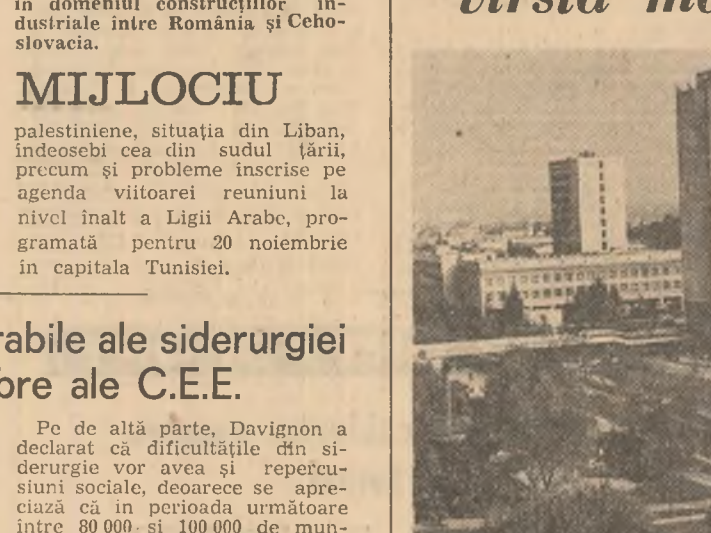 in domeniul construcțiilor in-
dustriale între România și Ceho-
slovacia.
MIJLOCIU
palestiniene, situația din Liban,
îndeosebi cea din sudul țării,
precum și probleme înscrise pe
agenda viitoarei reuniuni la
nivel înalt a Ligii Arabe, pro-
gramată pentru 20 noiembrie
în capitala Tunisiei.
rabile ale siderurgiei
bre ale C.E.E.
Pe de altă parte, Davignon a
declarat că dificultățile din si-
derurgie vor avea și repercu-
siuni sociale, deoarece se apre-
ciază că în perioada următoare
între 80 000 și 100 000 de mun-
vîrsta